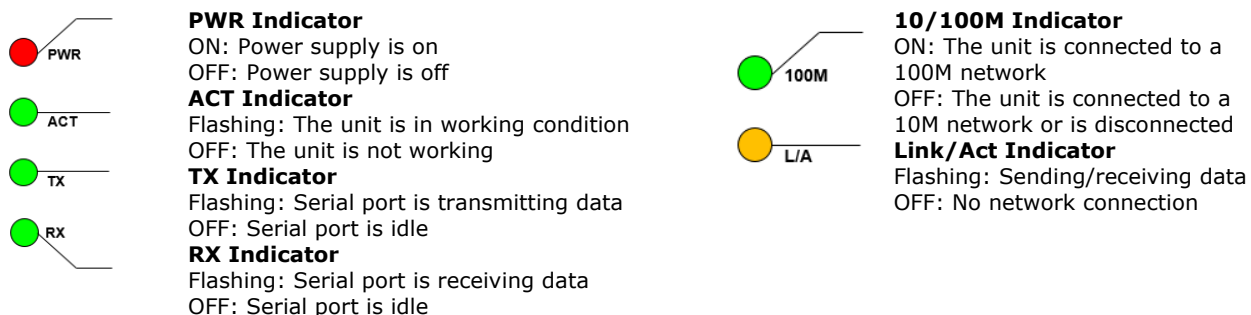 PWR
ACT
TX
RX
PWR Indicator
ON: Power supply is on
OFF: Power supply is off
ACT Indicator
Flashing: The unit is in working condition
OFF: The unit is not working
TX Indicator
Flashing: Serial port is transmitting data
OFF: Serial port is idle
RX Indicator
Flashing: Serial port is receiving data
OFF: Serial port is idle
100M
L/A
10/100M Indicator
ON: The unit is connected to a
100M network
OFF: The unit is connected to a
10M network or is disconnected
Link/Act Indicator
Flashing: Sending/receiving data
OFF: No network connection